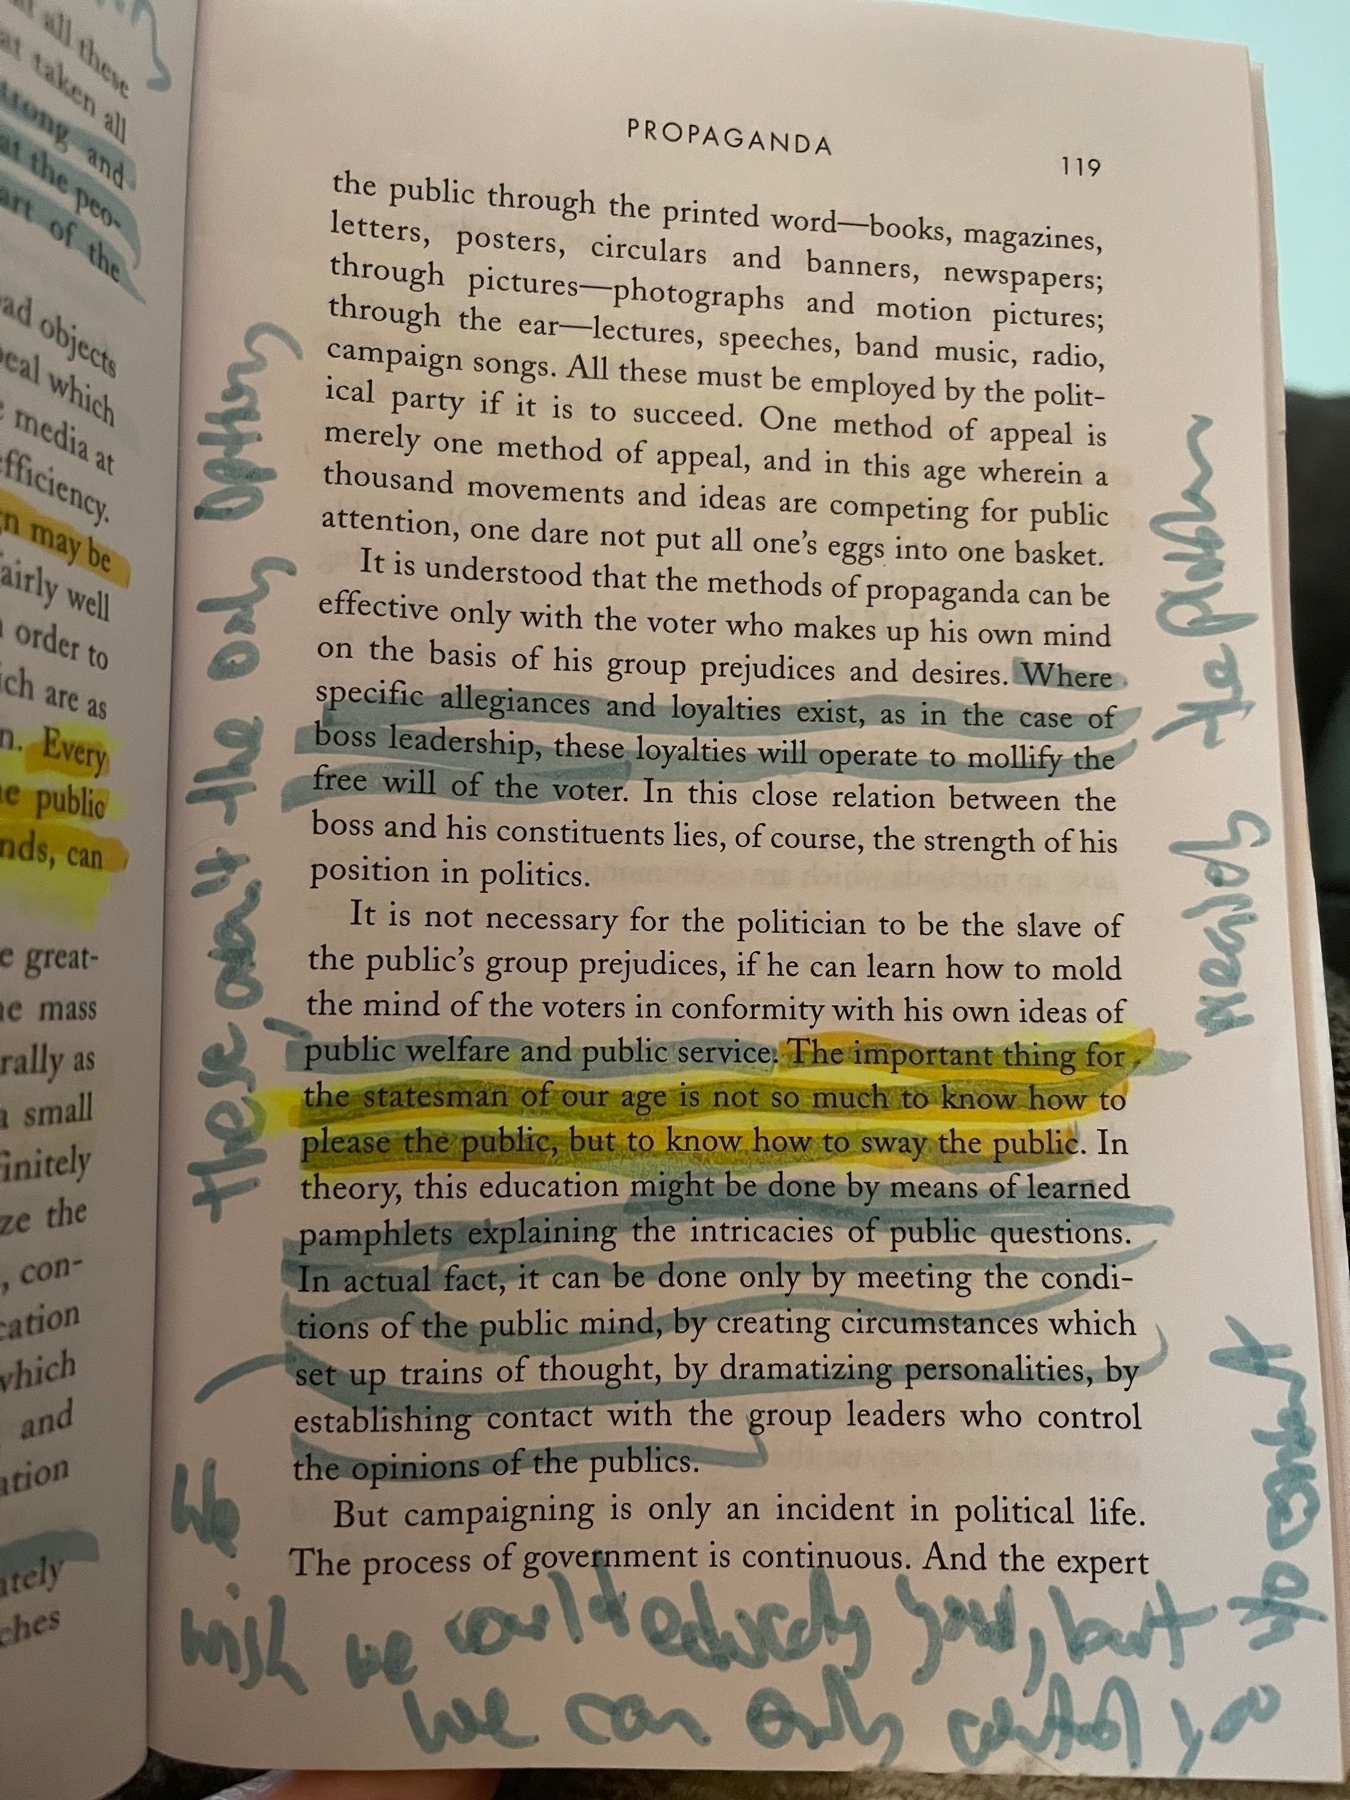 all these
at taken all
trong and
at the peo-
art of the
ad objects
peal which
media at
fficiency.
n may be
airly well
order to
ich are as
n. Every
e public
nds, can
e great-
e mass
rally as
a small
initely
ze the
, con-
cation
which
and
ation
ately
ches
PROPAGANDA
119
the public through the printed word—books, magazines,
letters, posters, circulars and banners, newspapers;
through pictures—photographs and motion pictures;
through the ear—lectures, speeches, band music, radio,
campaign songs. All these must be employed by the polit-
ical party if it is to succeed. One method of appeal is
merely one method of appeal, and in this age wherein a
thousand movements and ideas are competing for public
attention, one dare not put all one's eggs into one basket.
It is understood that the methods of propaganda can be
effective only with the voter who makes up his own mind
on the basis of his group prejudices and desires. Where
specific allegiances and loyalties exist, as in the case of
boss leadership, these loyalties will operate to mollify the
free will of the voter. In this close relation between the
boss and his constituents lies, of course, the strength of his
position in politics.
It is not necessary for the politician to be the slave of
the public's group prejudices, if he can learn how to mold
the mind of the voters in conformity with his own ideas of
public welfare and public service. The important thing for
the statesman of our age is not so much to know how to
please the public, but to know how to sway the public. In
theory, this education might be done by means of learned
pamphlets explaining the intricacies of public questions.
In actual fact, it can be done only by meeting the condi-
tions of the public mind, by creating circumstances which
set up trains of thought, by dramatizing personalities, by
establishing contact with the group leaders who control
the opinions of the publics.
But campaigning is only an incident in political life.
The process of government is continuous. And the expert
these aren't the only
the
We
wish we could you, but
we can only control you